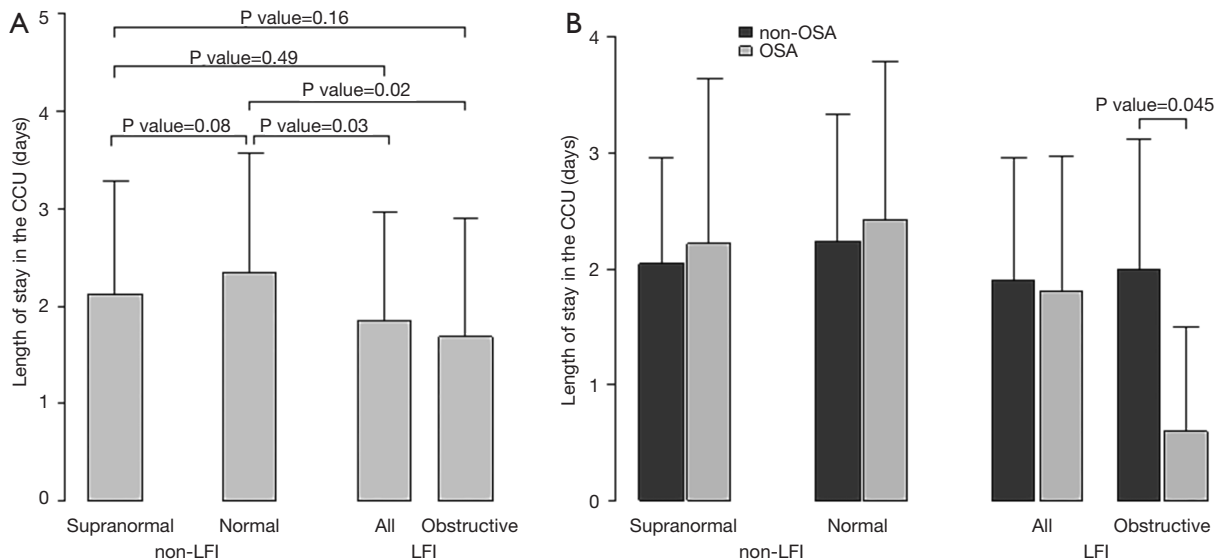 A
Length of stay in the CCU (days)
5
4
3
2
1
0
P value=0.16
P value=0.49
P value=0.02
P value=0.08
P value=0.03
Supranormal
Normal
All
Obstructive
non-LFI
LFI
B
Length of stay in the CCU (days)
4
3
2
1
0
non-OSA
OSA
P value=0.045
Supranormal
Normal
All
Obstructive
non-LFI
LFI